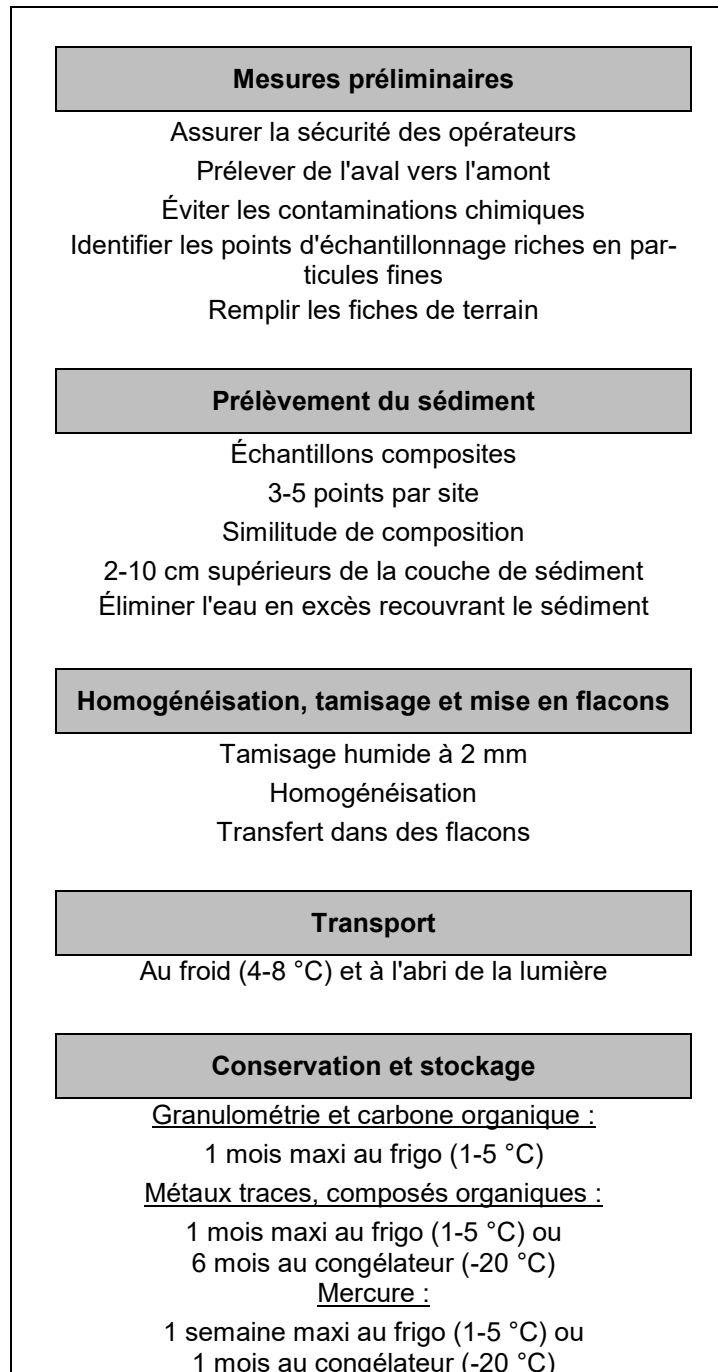 Mesures préliminaires
Assurer la sécurité des opérateurs
Prélever de l'aval vers l'amont
Éviter les contaminations chimiques
Identifier les points d'échantillonnage riches en par-
ticules fines
Remplir les fiches de terrain
Prélèvement du sédiment
Échantillons composites
3-5 points par site
Similitude de composition
2-10 cm supérieurs de la couche de sédiment
Éliminer l'eau en excès recouvrant le sédiment
Homogénéisation, tamisage et mise en flacons
Tamisage humide à 2 mm
Homogénéisation
Transfert dans des flacons
Transport
Au froid (4-8 °C) et à l'abri de la lumière
Conservation et stockage
Granulométrie et carbone organique :
1 mois maxi au frigo (1-5 °C)
Métaux traces, composés organiques :
1 mois maxi au frigo (1-5 °C) ou
6 mois au congélateur (-20 °C)
Mercure :
1 semaine maxi au frigo (1-5 °C) ou
1 mois au congélateur (-20 °C)